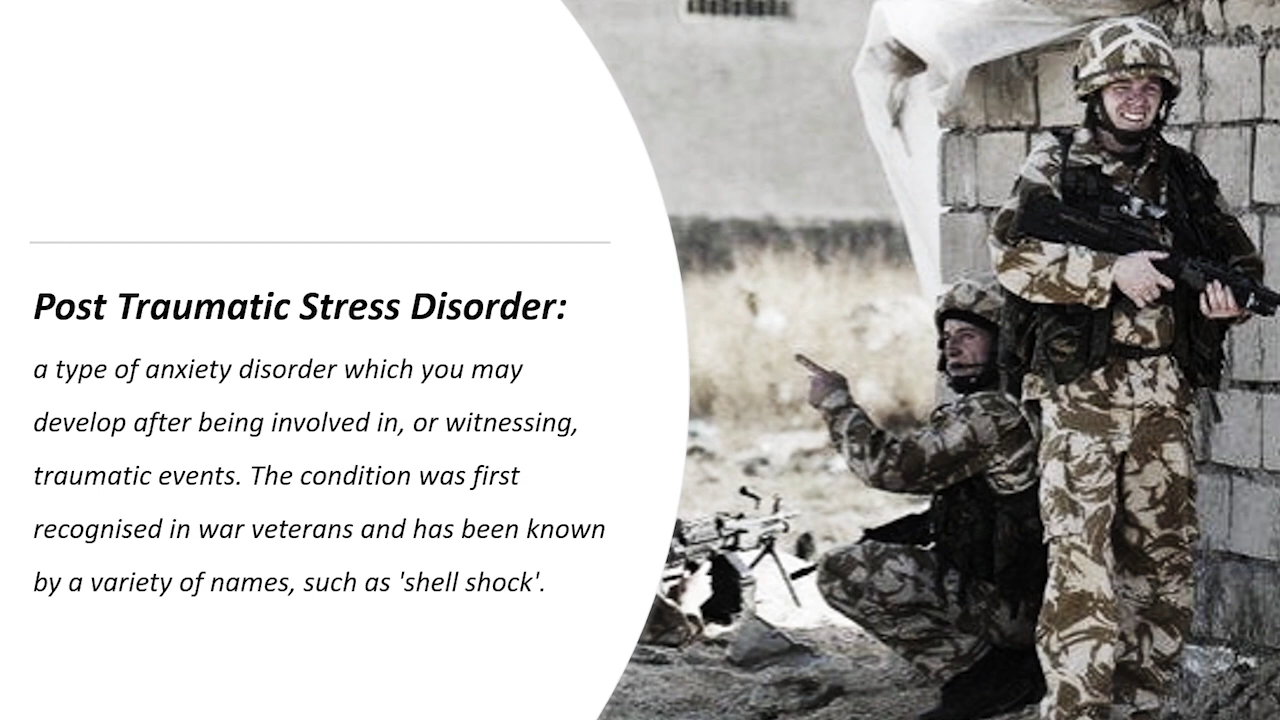 Post Traumatic Stress Disorder:
a type of anxiety disorder which you may
develop after being involved in, or witnessing,
traumatic events. The condition was first
recognised in war veterans and has been known
by a variety of names, such as 'shell shock'.